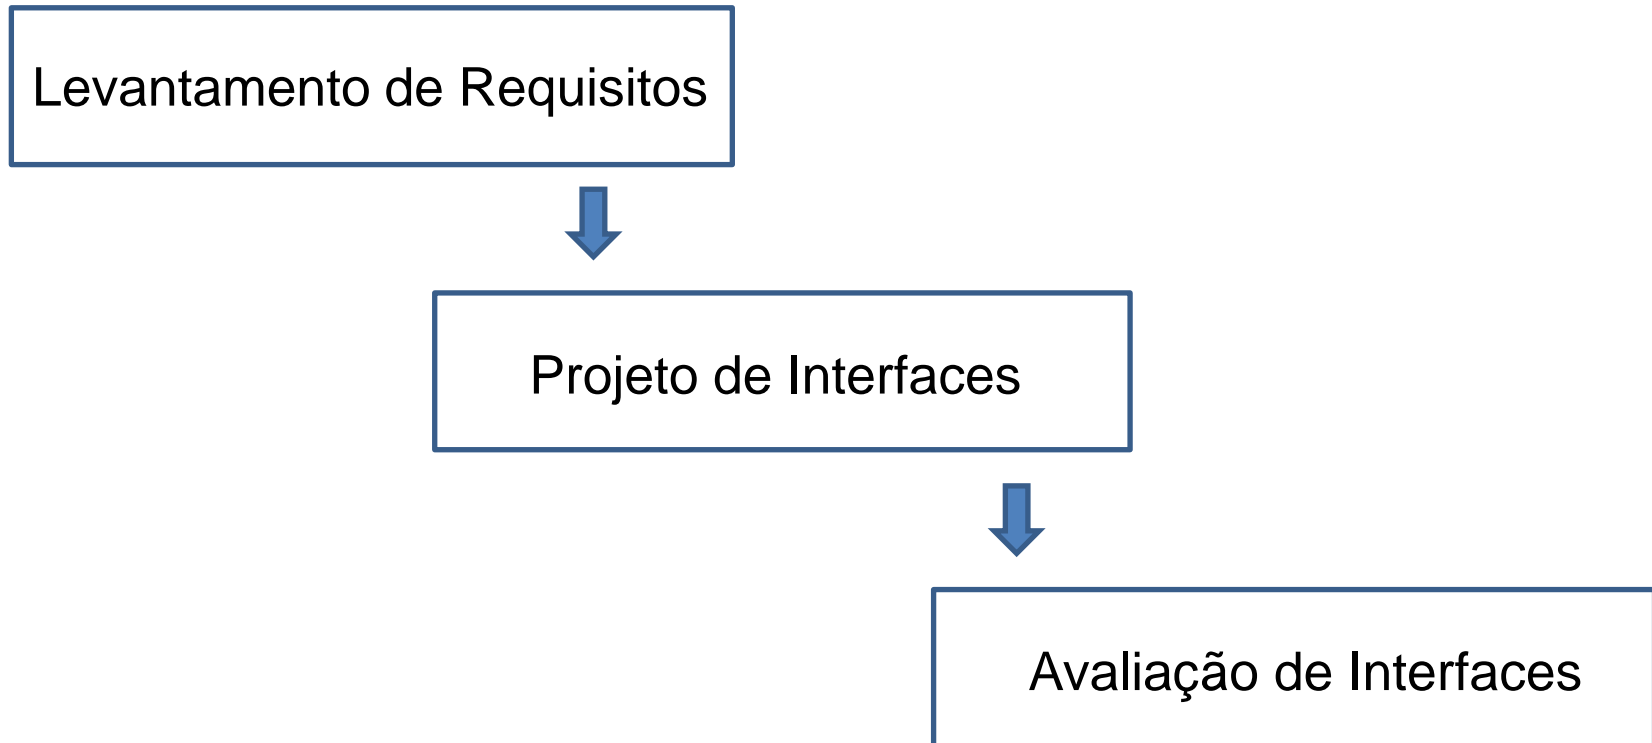 Levantamento de Requisitos
Projeto de Interfaces
Avaliação de Interfaces